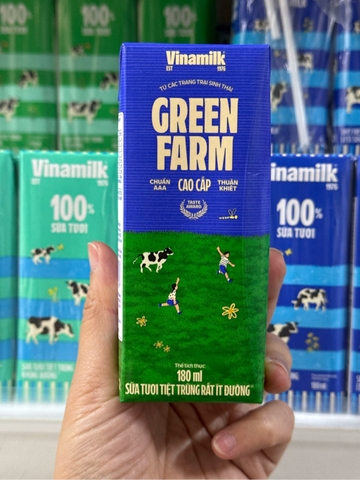 Vinamilk
EST 1976
TỪ CÁC TRANG TRẠI SINH THÁI
GREEN
FARM
CHUẨN AAA
CAO CẤP
THUẦN KHIẾT
TASTE AWARD
Thể tích thực
180 ml
SỮA TƯƠI TIỆT TRÙNG RẤT ÍT ĐƯỜNG
Vinamilk
EST
100%
SỮA TƯƠI
Vinamilk
1976
100%
SỮA TƯƠI
100%